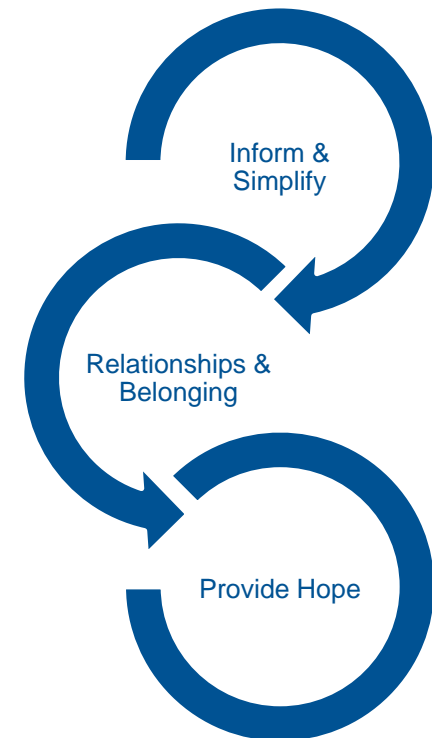 Inform &
Simplify
Relationships &
Belonging
Provide Hope